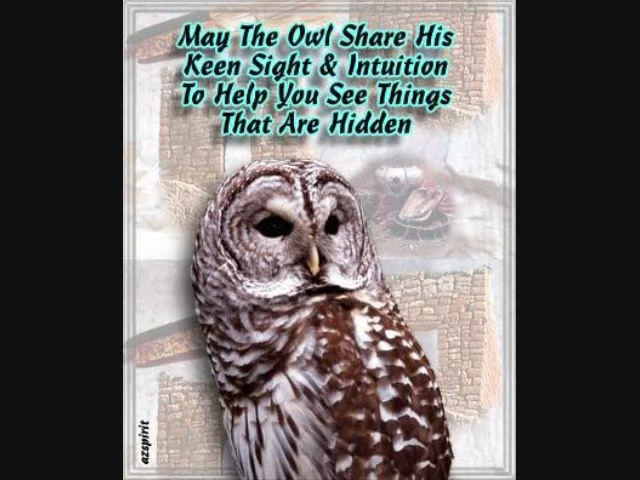 May The Owl Share His
Keen Sight & Intuition
To Help You See Things
That Are Hidden
azspirit